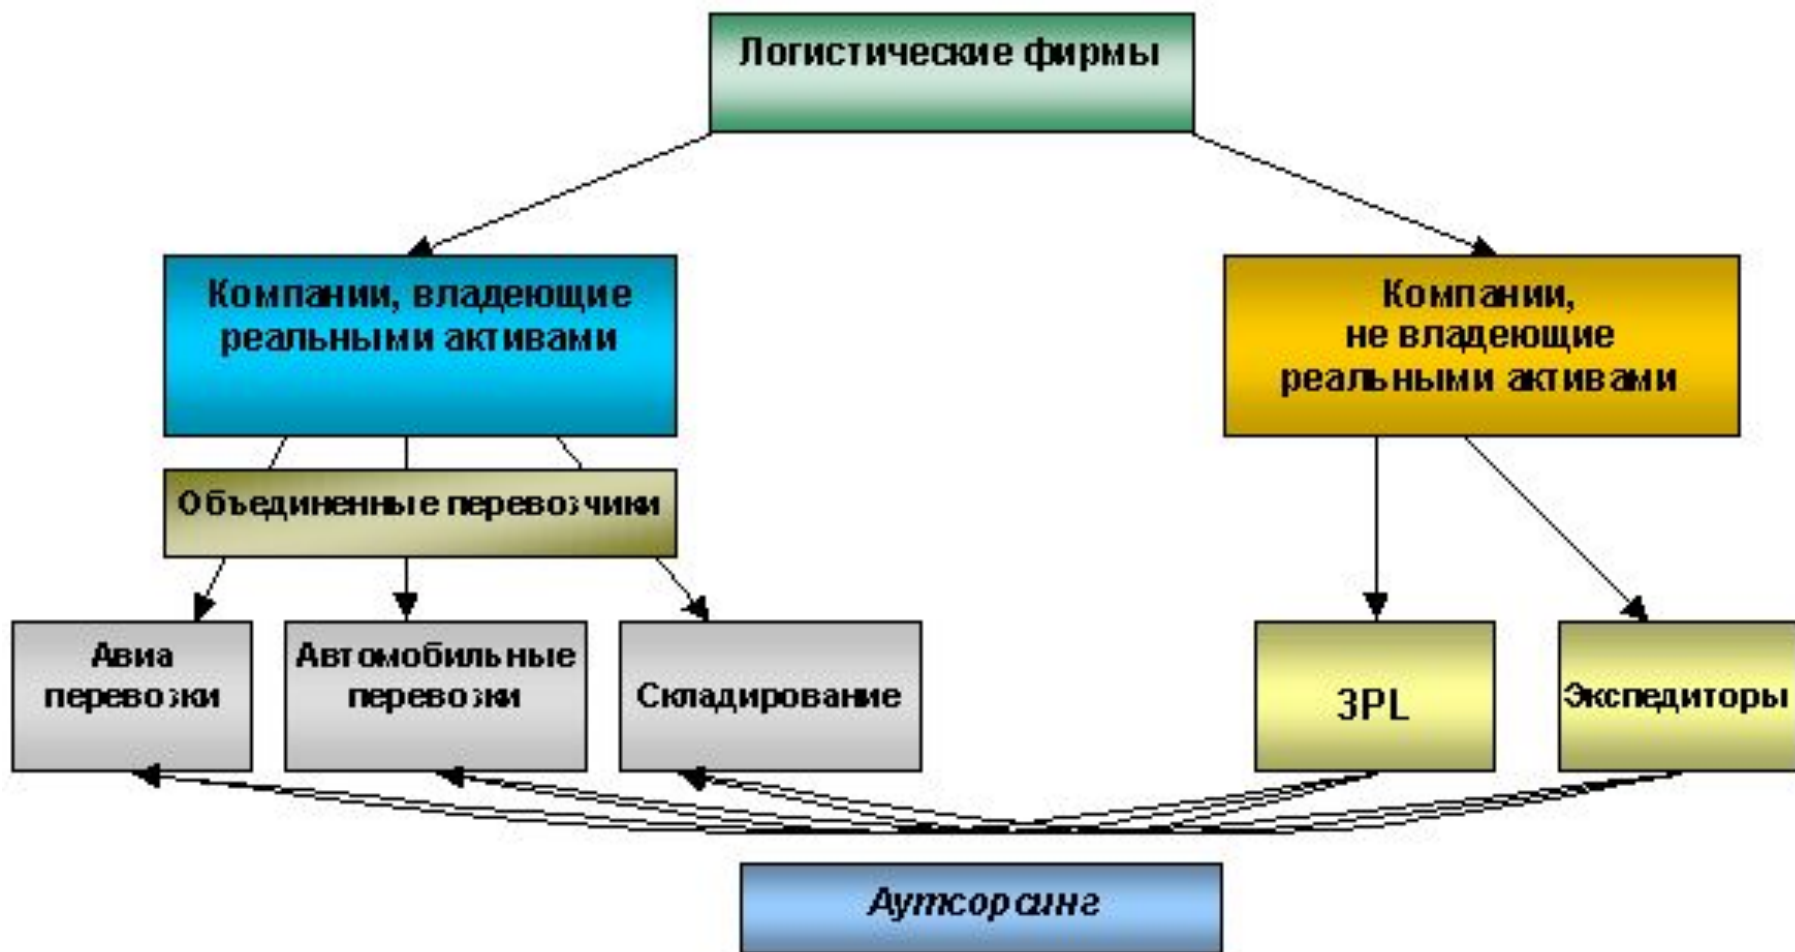 Логистические фирмы
Компании, владеющие
реальными активами
Компании,
не владеющие
реальными активами
Объединенные перевозчики
Авиа
перевозки
Автомобильные
перевозки
Складирование
3PL
Экспедиторы
Аутсорсинг